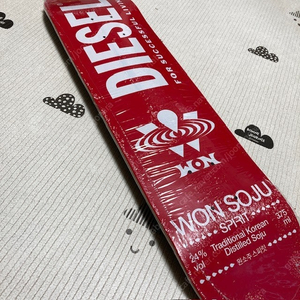 DIESEL
FOR SUCCESSFUL LIVING
WON
WON SOJU
SPIRIT
24%
vol
Traditional Korean
Distilled Soju
375
ml
원소주 스피릿